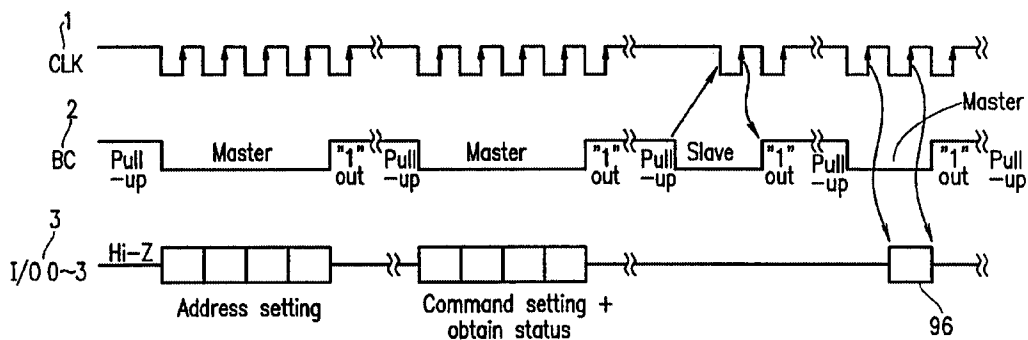 1
CLK
2
BC
Pull
-up
Master
"1"
out
Pull
-up
Master
"1"
out
Pull
-up
Slave
"1"
out
Pull
-up
Master
"1"
out
Pull
-up
3
I/O 0~3
Hi-Z
Address setting
Command setting +
obtain status
96